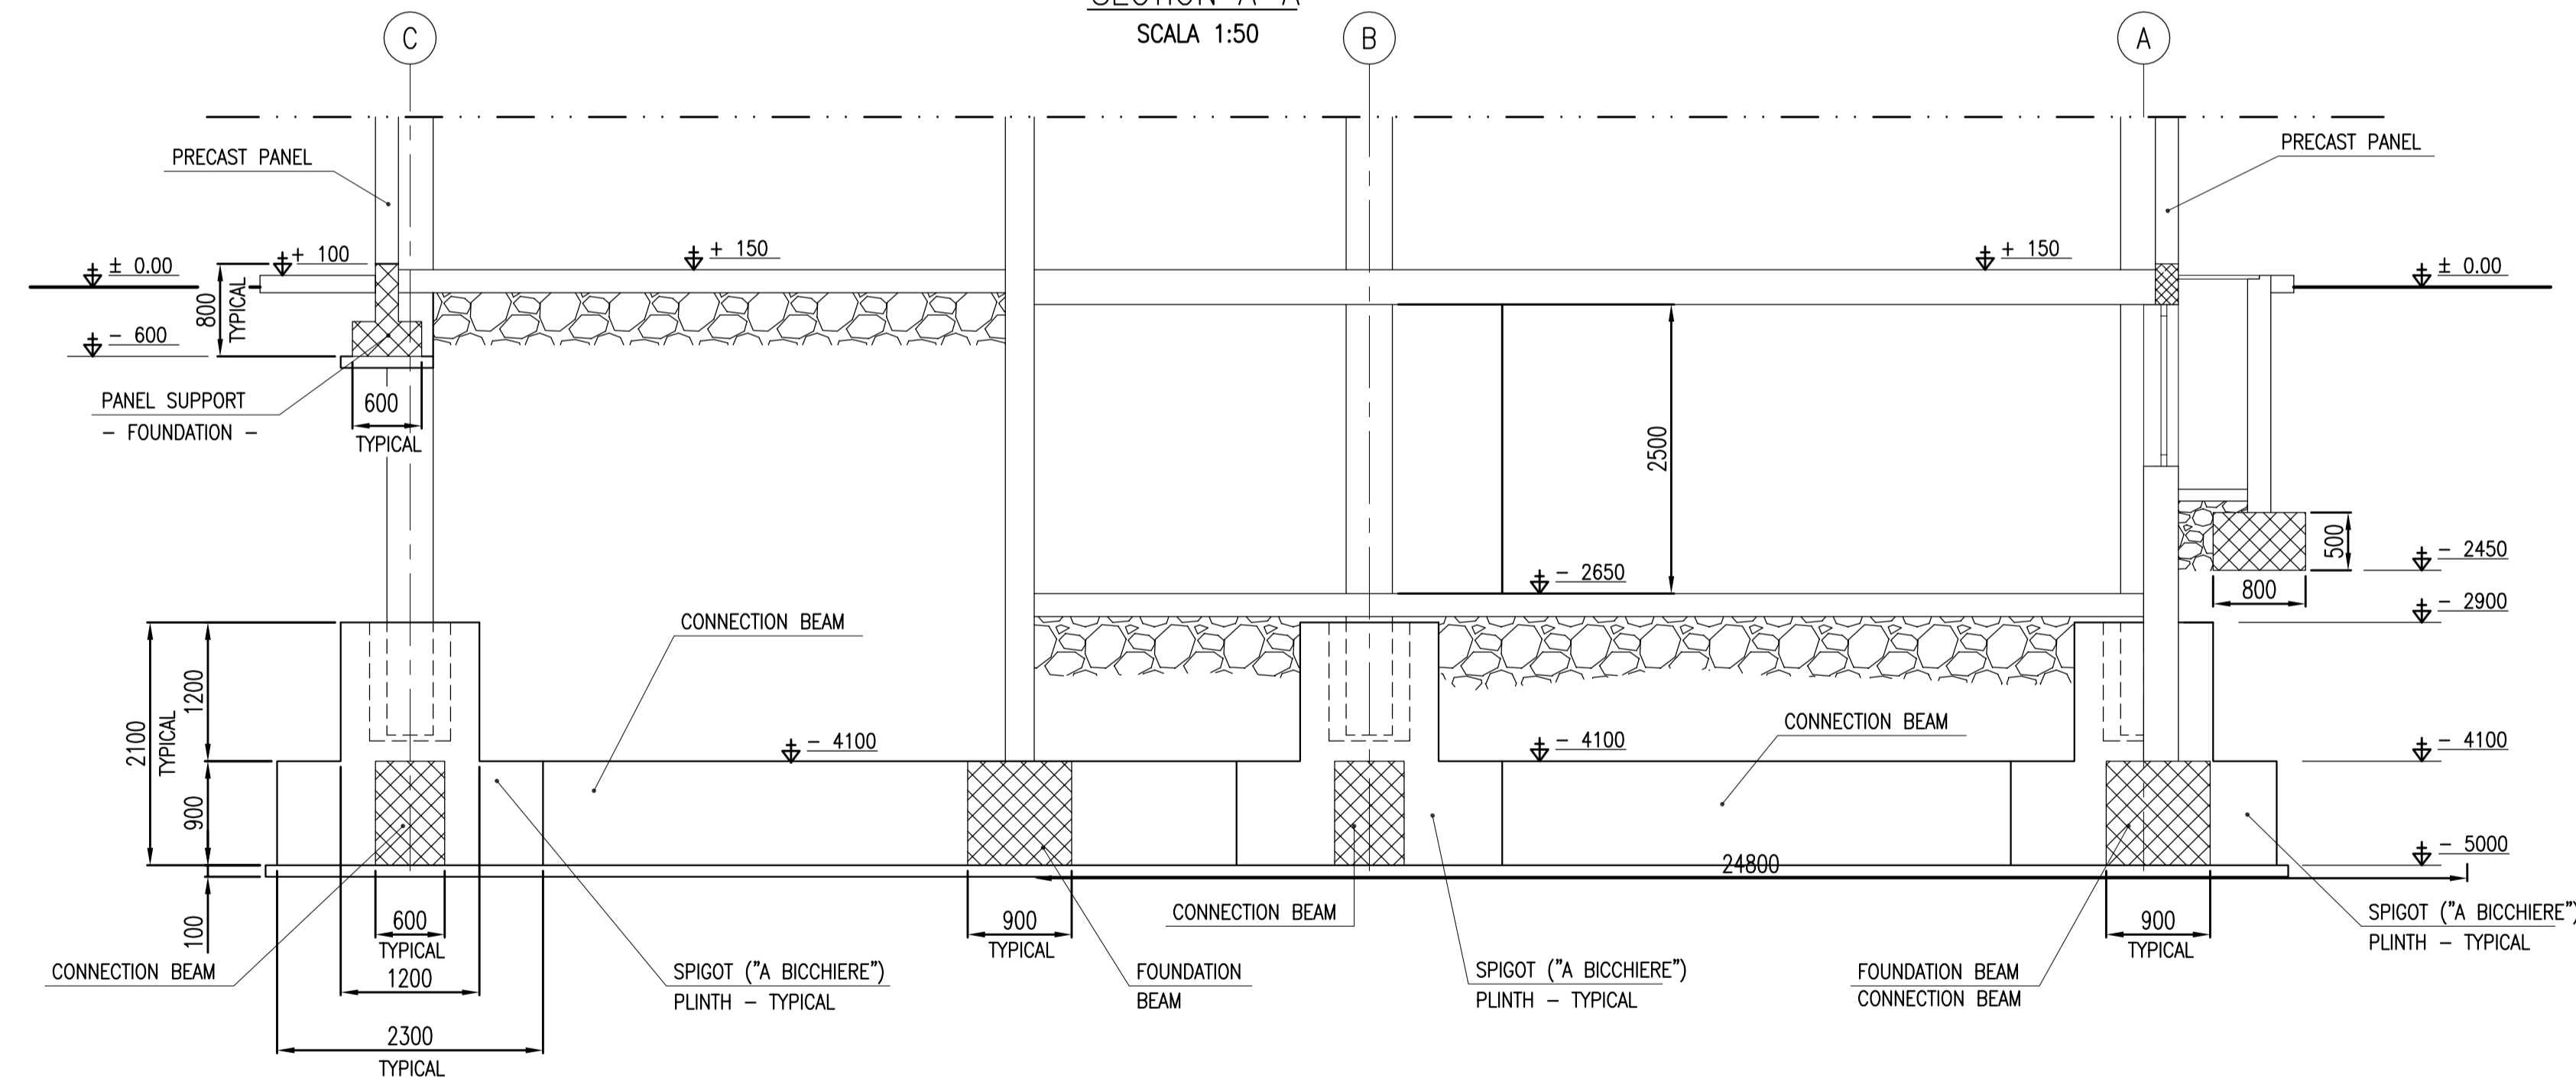 SECTION A-A
SCALA 1:50
C
B
A
PRECAST PANEL
PRECAST PANEL
± 0.00
+ 100
+ 150
+ 150
± 0.00
800
TYPICAL
- 600
PANEL SUPPORT
- FOUNDATION -
600
TYPICAL
2500
500
- 2450
800
- 2650
- 2900
CONNECTION BEAM
2100
TYPICAL
1200
900
100
- 4100
- 4100
CONNECTION BEAM
- 4100
- 5000
24800
600
TYPICAL
1200
2300
TYPICAL
CONNECTION BEAM
SPIGOT ("A BICCHIERE")
PLINTH - TYPICAL
900
TYPICAL
FOUNDATION
BEAM
CONNECTION BEAM
SPIGOT ("A BICCHIERE")
PLINTH - TYPICAL
FOUNDATION BEAM
CONNECTION BEAM
900
TYPICAL
SPIGOT ("A BICCHIERE")
PLINTH - TYPICAL